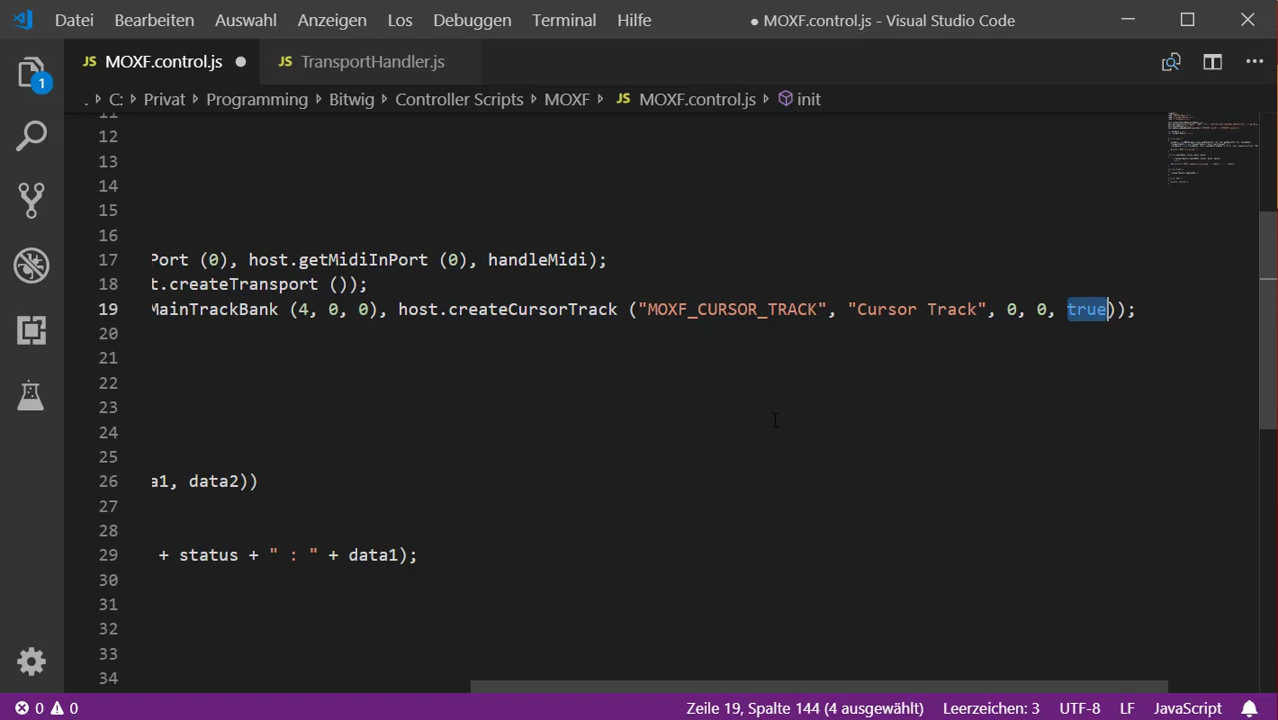 Datei Bearbeiten Auswahl Anzeigen Los Debuggen Terminal Hilfe ● MOXF.control.js - Visual Studio Code
1 JS MOXF.control.js ● JS TransportHandler.js
. > C: > Privat > Programming > Bitwig > Controller Scripts > MOXF > JS MOXF.control.js > init
11
12
13
14
15
16
17 Port (0), host.getMidiInPort (0), handleMidi);
18 t.createTransport ());
19 MainTrackBank (4, 0, 0), host.createCursorTrack ("MOXF_CURSOR_TRACK", "Cursor Track", 0, 0, true));
20
21
22
23
24
25
26 a1, data2))
27
28
29 + status + " : " + data1);
30
31
32
33
34
0 0 Zeile 19, Spalte 144 (4 ausgewählt) Leerzeichen: 3 UTF-8 LF JavaScript